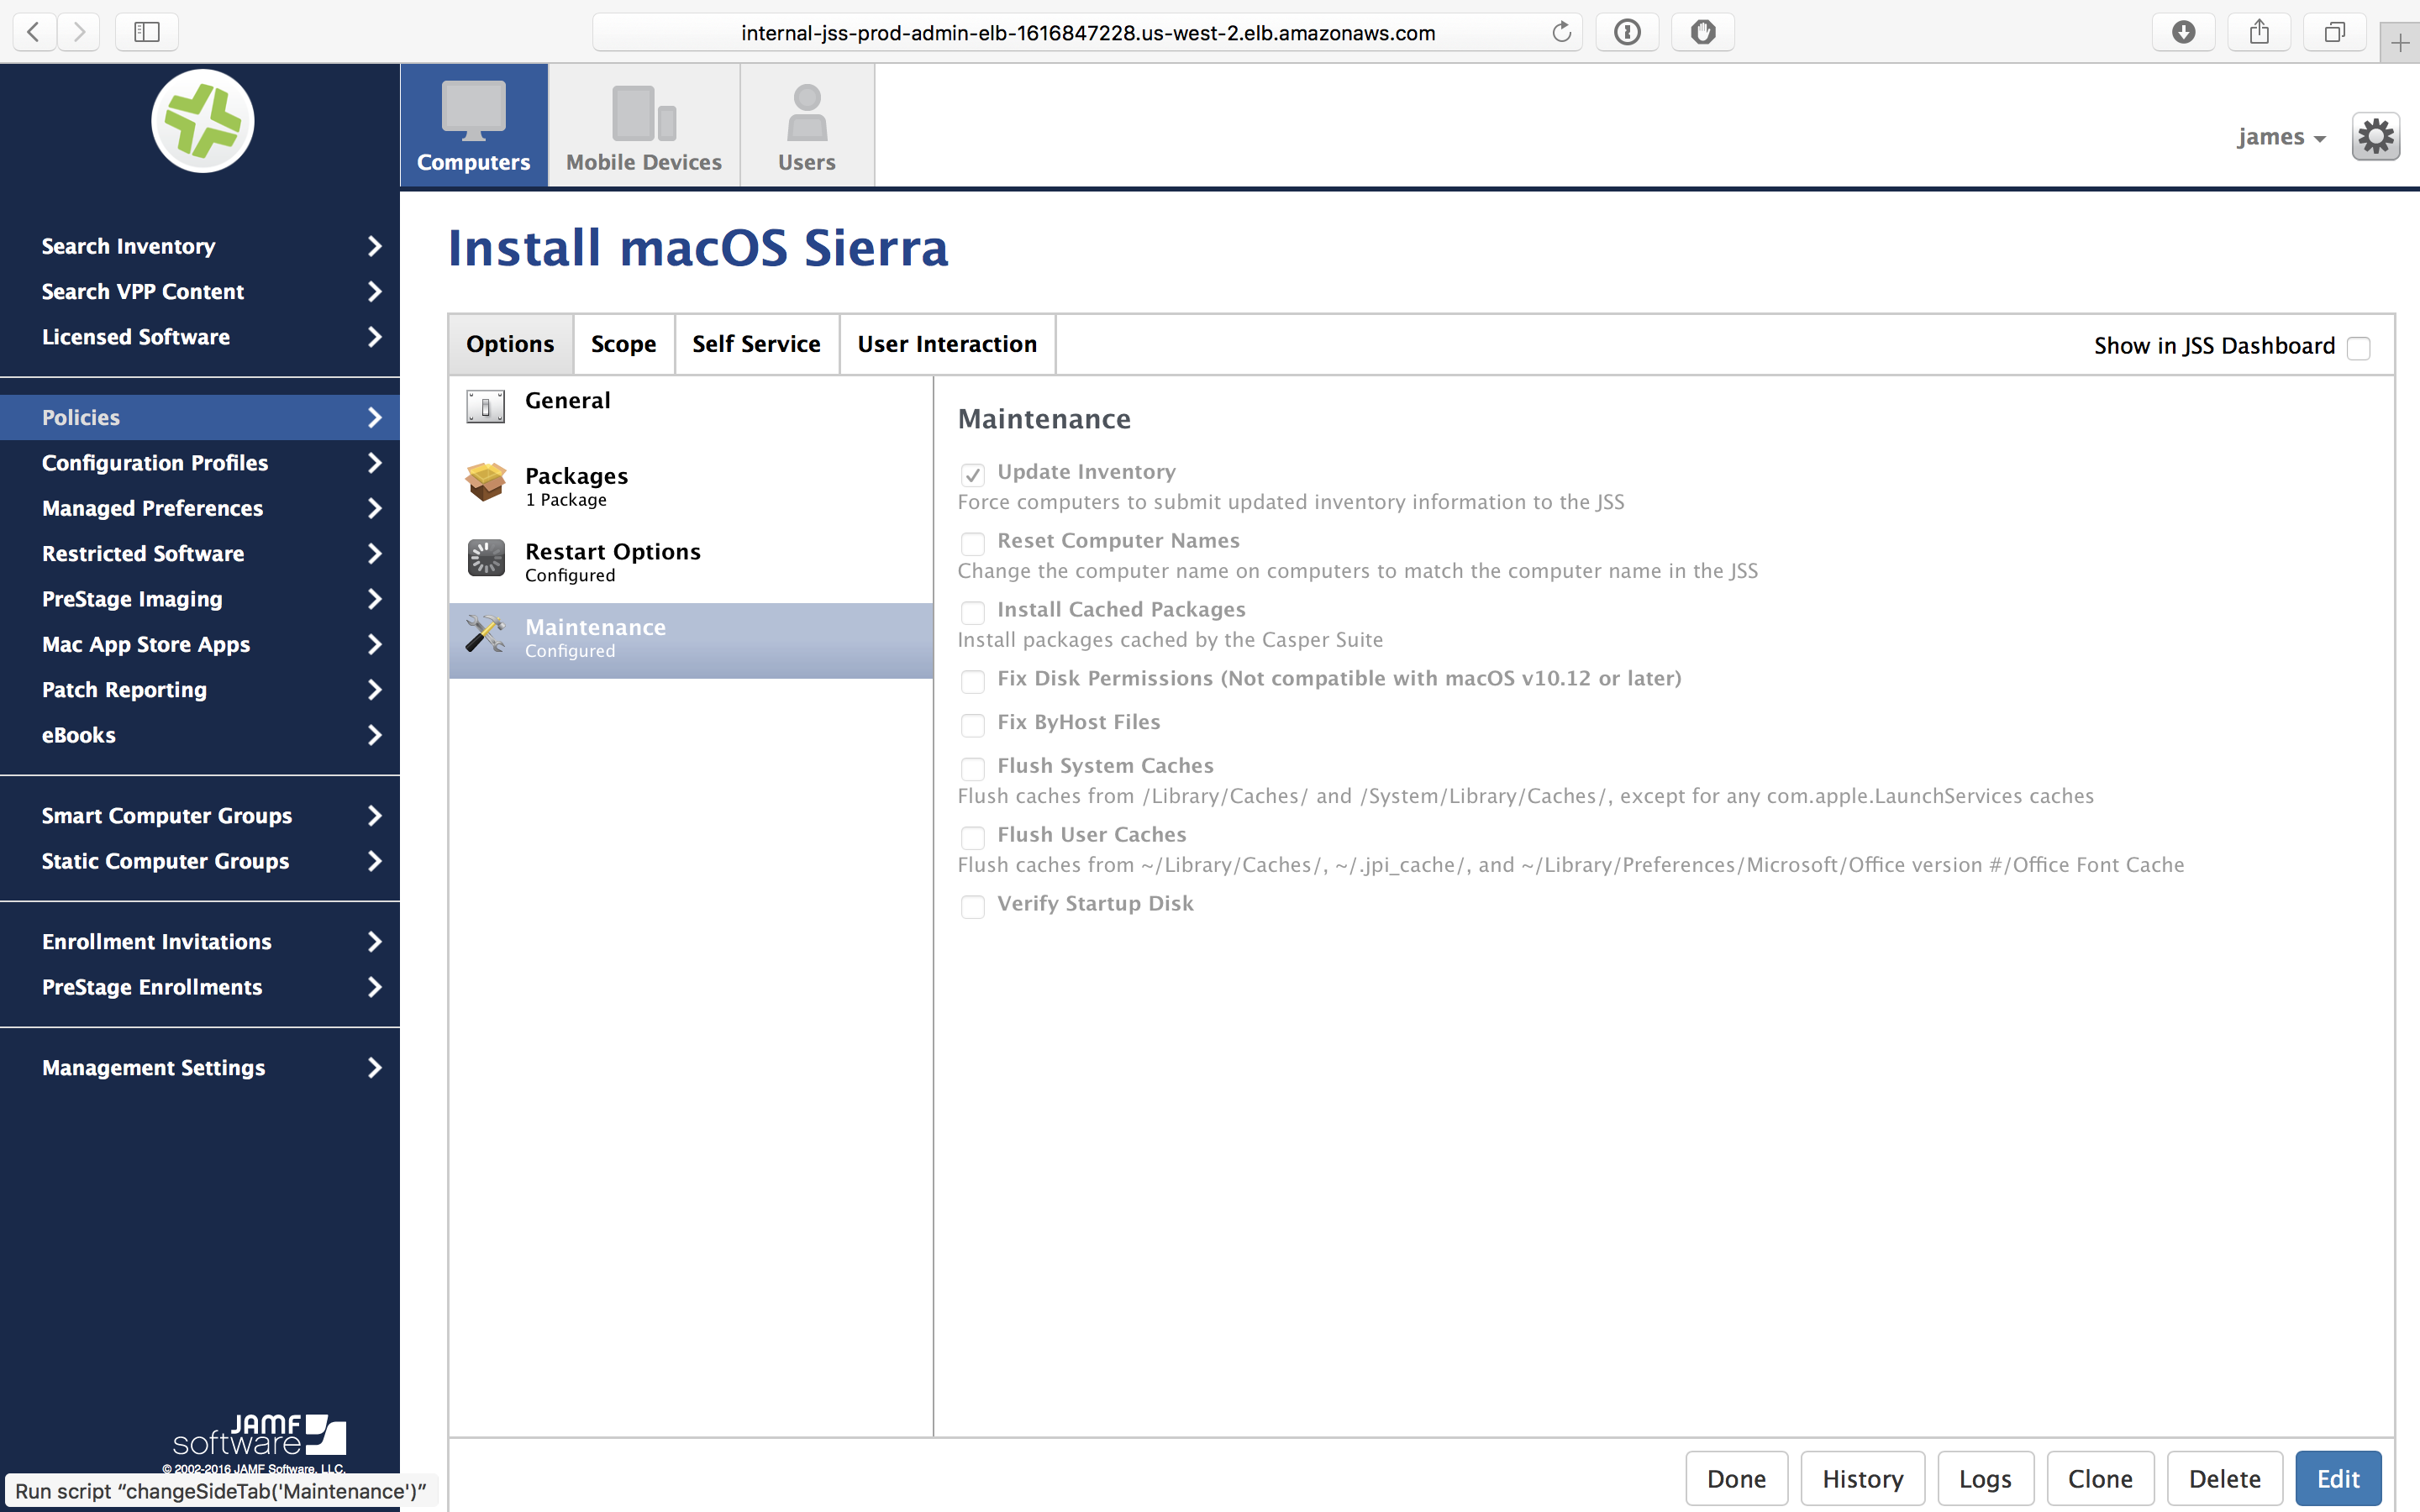 internal-jss-prod-admin-elb-1616847228.us-west-2.elb.amazonaws.com
Computers
Mobile Devices
Users
james
Search Inventory
Search VPP Content
Licensed Software
Policies
Configuration Profiles
Managed Preferences
Restricted Software
PreStage Imaging
Mac App Store Apps
Patch Reporting
eBooks
Smart Computer Groups
Static Computer Groups
Enrollment Invitations
PreStage Enrollments
Management Settings
JAMF
software
© 2002-2016 JAMF Software, LLC.
Run script “changeSideTab('Maintenance')”
Install macOS Sierra
Options
Scope
Self Service
User Interaction
Show in JSS Dashboard
General
Packages
1 Package
Restart Options
Configured
Maintenance
Configured
Maintenance
Update Inventory
Force computers to submit updated inventory information to the JSS
Reset Computer Names
Change the computer name on computers to match the computer name in the JSS
Install Cached Packages
Install packages cached by the Casper Suite
Fix Disk Permissions (Not compatible with macOS v10.12 or later)
Fix ByHost Files
Flush System Caches
Flush caches from /Library/Caches/ and /System/Library/Caches/, except for any com.apple.LaunchServices caches
Flush User Caches
Flush caches from ~/Library/Caches/, ~/.jpi_cache/, and ~/Library/Preferences/Microsoft/Office version #/Office Font Cache
Verify Startup Disk
Done
History
Logs
Clone
Delete
Edit